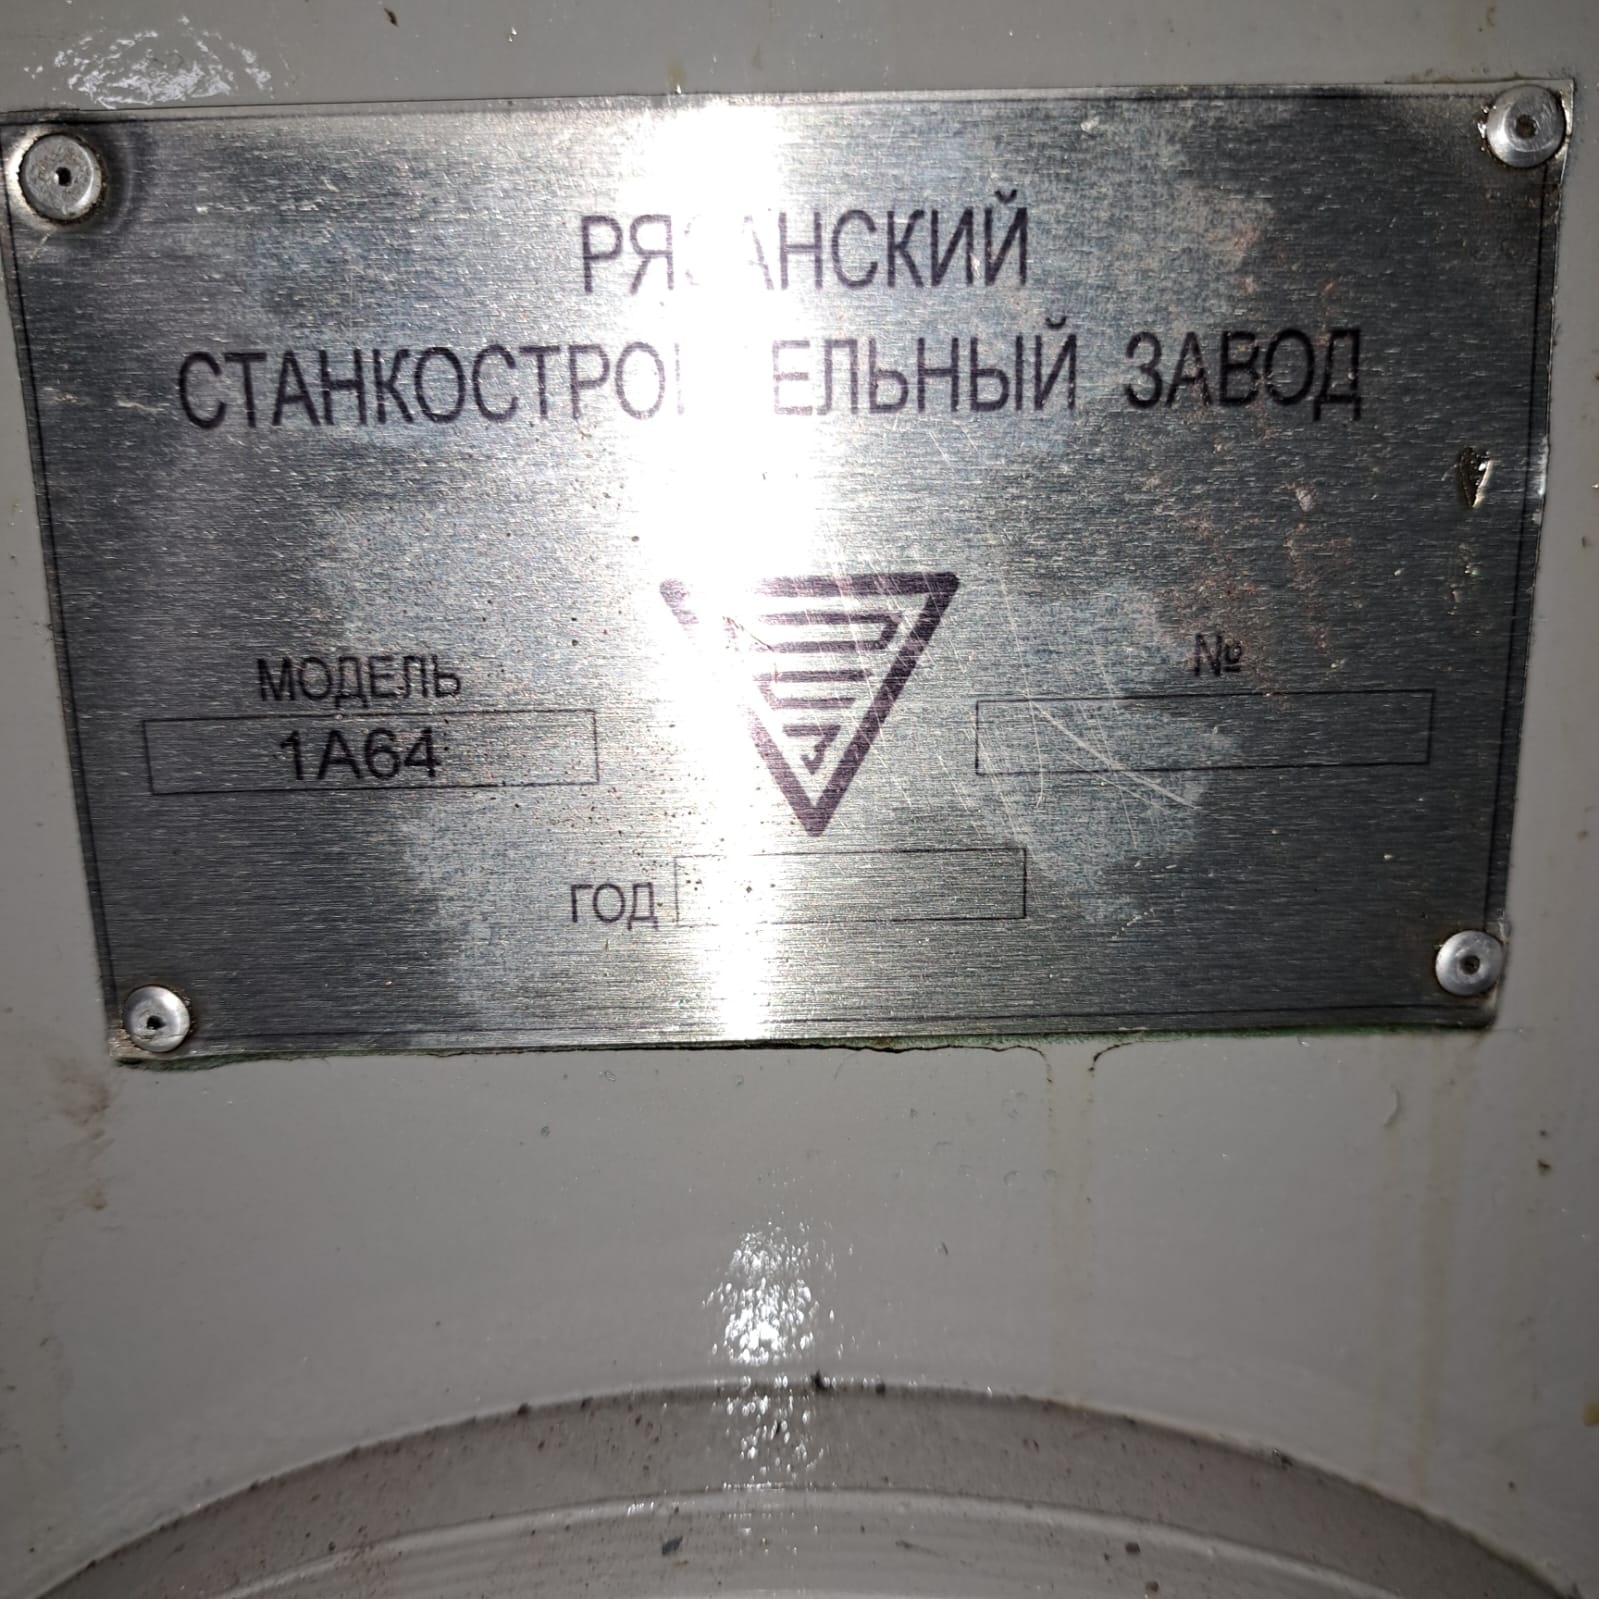 РЯЗАНСКИЙ
СТАНКОСТРОИТЕЛЬНЫЙ ЗАВОД
МОДЕЛЬ
1А64
№
ГОД